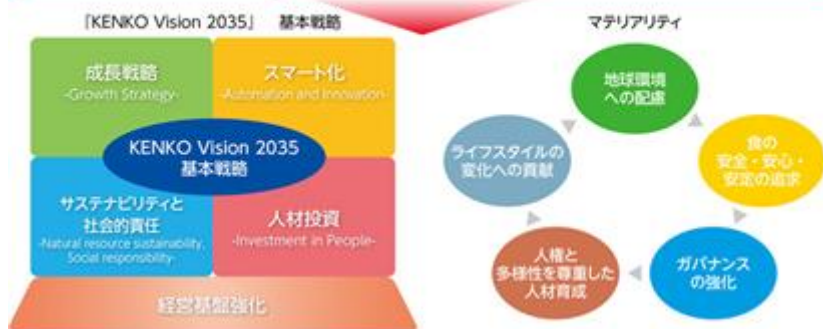 「KENKO Vision 2035」 基本戦略
成長戦略
-Growth Strategy-
スマート化
-Automation and Innovation-
KENKO Vision 2035
基本戦略
サステナビリティと
社会的責任
-Natural resource sustainability,
Social responsibility-
人材投資
-Investment in People-
経営基盤強化
マテリアリティ
地球環境
への配慮
食の
安全・安心・
安定の追求
ガバナンス
の強化
人権と
多様性を尊重した
人材育成
ライフスタイルの
変化への貢献